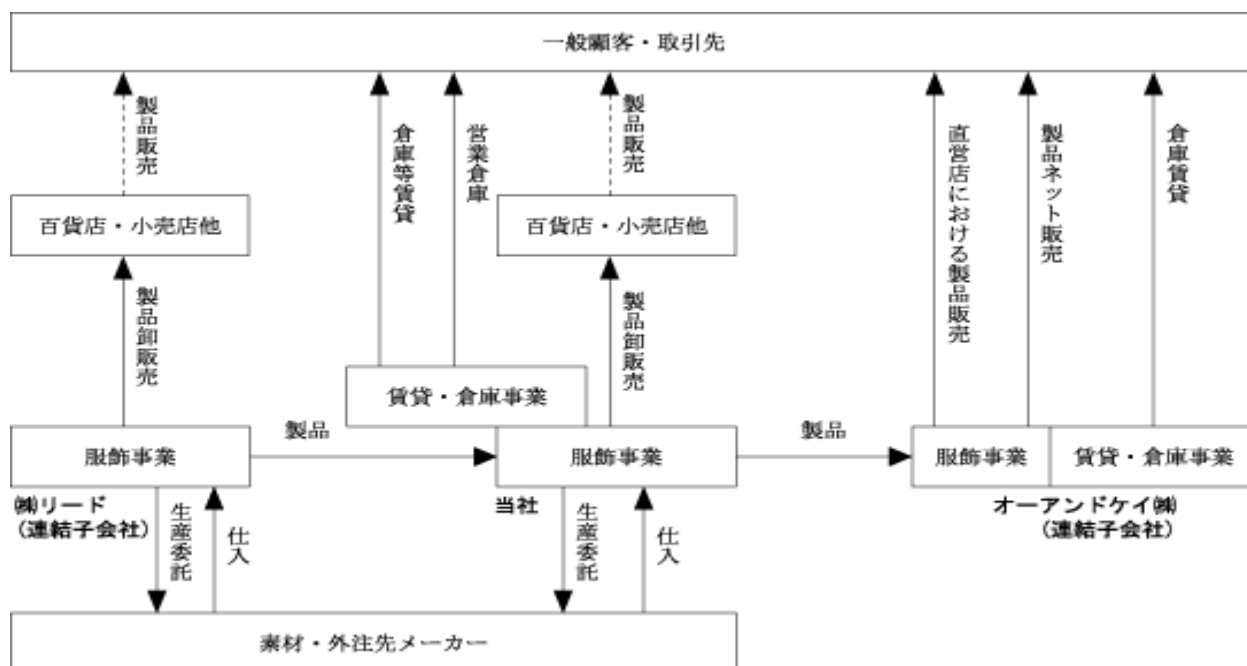 一般顧客・取引先
製品販売
倉庫等賃貸
営業倉庫
製品販売
直営店における製品販売
製品ネット販売
倉庫賃貸
百貨店・小売店他
百貨店・小売店他
製品卸販売
製品卸販売
賃貸・倉庫事業
服飾事業
製品
服飾事業
製品
服飾事業
賃貸・倉庫事業
㈱リード
(連結子会社)
当社
オーアンドケイ㈱
(連結子会社)
生産委託
仕入
生産委託
仕入
素材・外注先メーカー